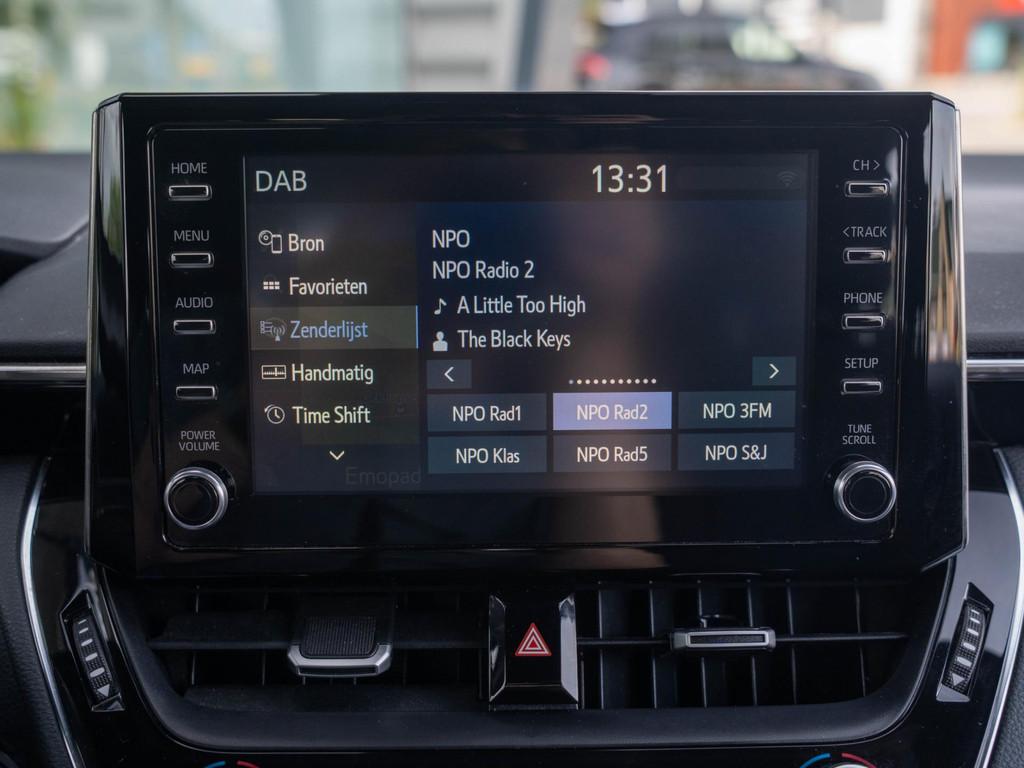 HOME
MENU
AUDIO
MAP
POWER
VOLUME
DAB
13:31
Bron
Favorieten
Zenderlijst
Handmatig
Time Shift
Emopad
NPO
NPO Radio 2
A Little Too High
The Black Keys
< >
NPO Rad1 NPO Rad2 NPO 3FM
NPO Klas NPO Rad5 NPO S&J
CH >
< TRACK
PHONE
SETUP
TUNE
SCROLL